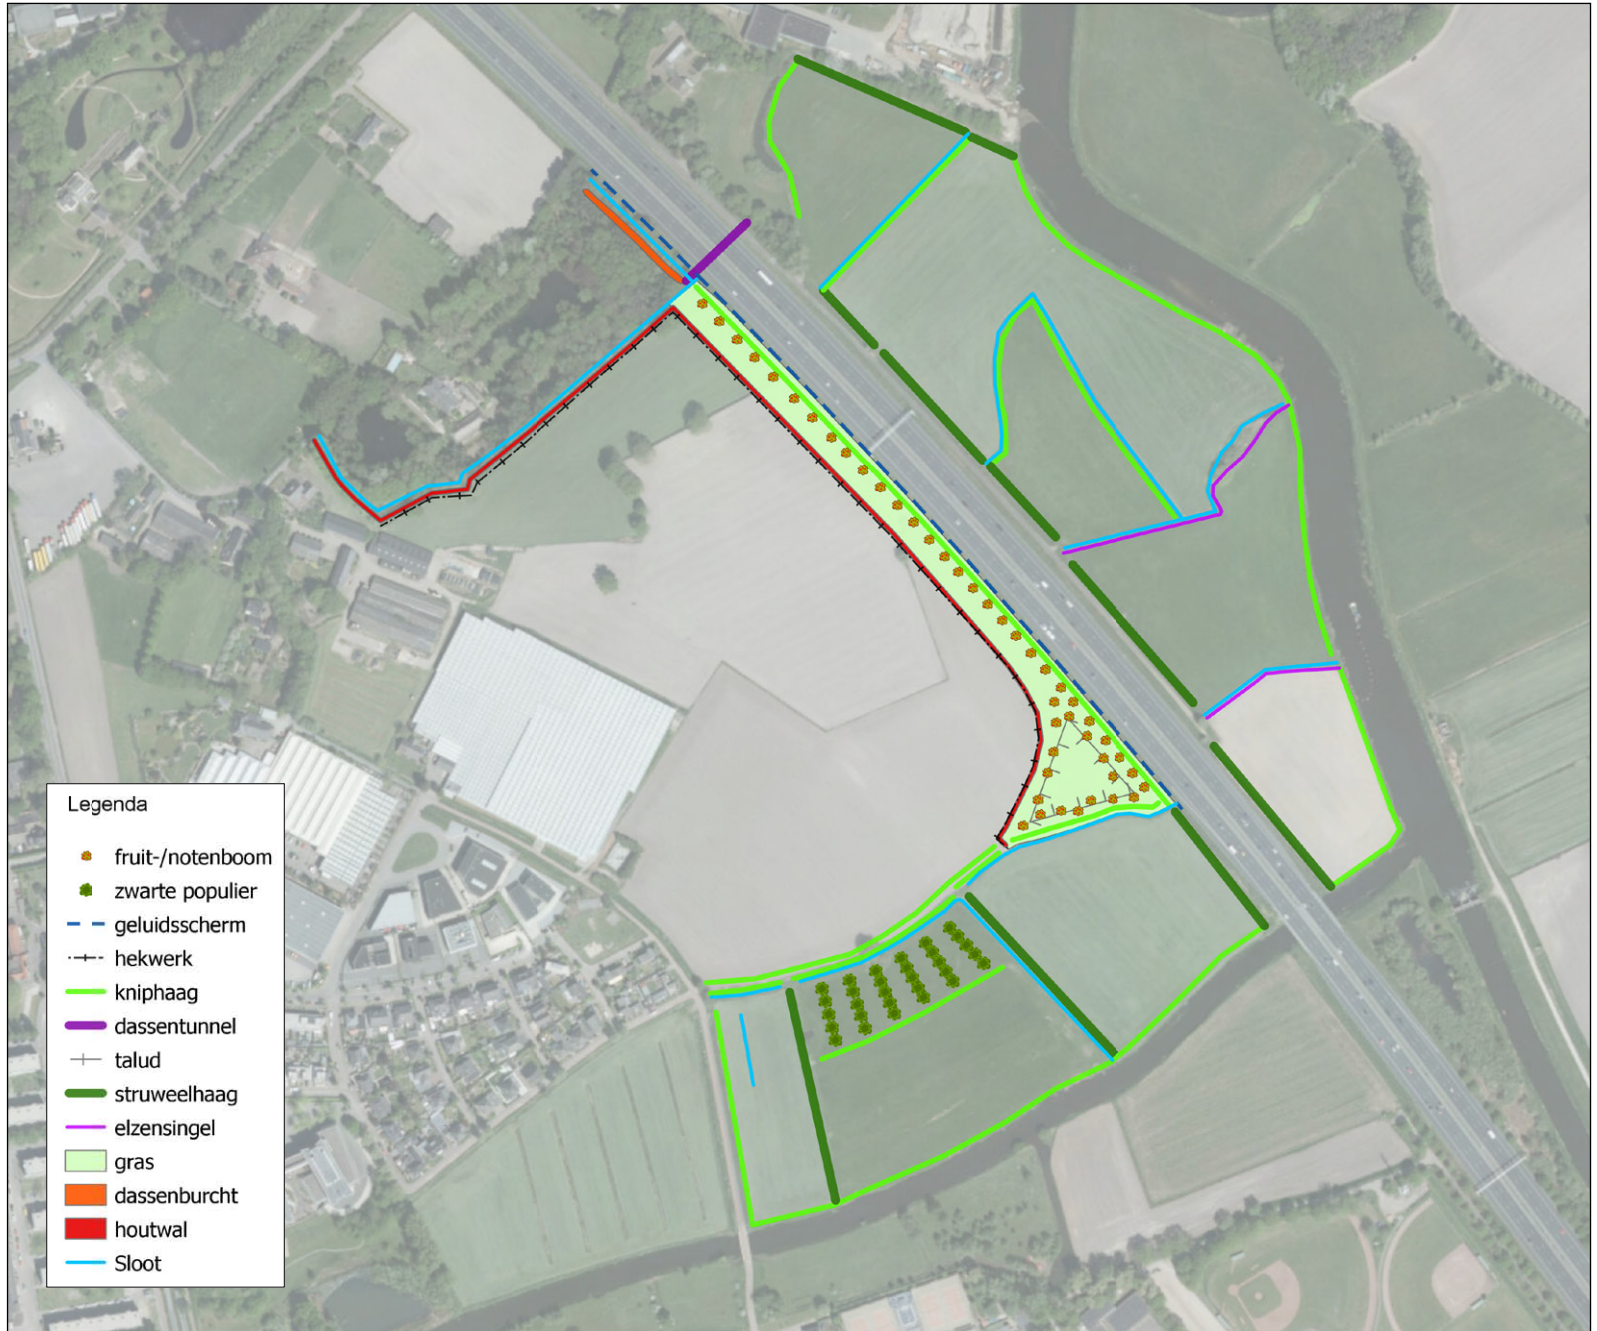 Legenda
fruit-/notenboom
zwarte populier
geluidsscherm
hekwerk
kniphaag
dassentunnel
talud
struweelhaag
elzensingel
gras
dassenburcht
houtwal
Sloot